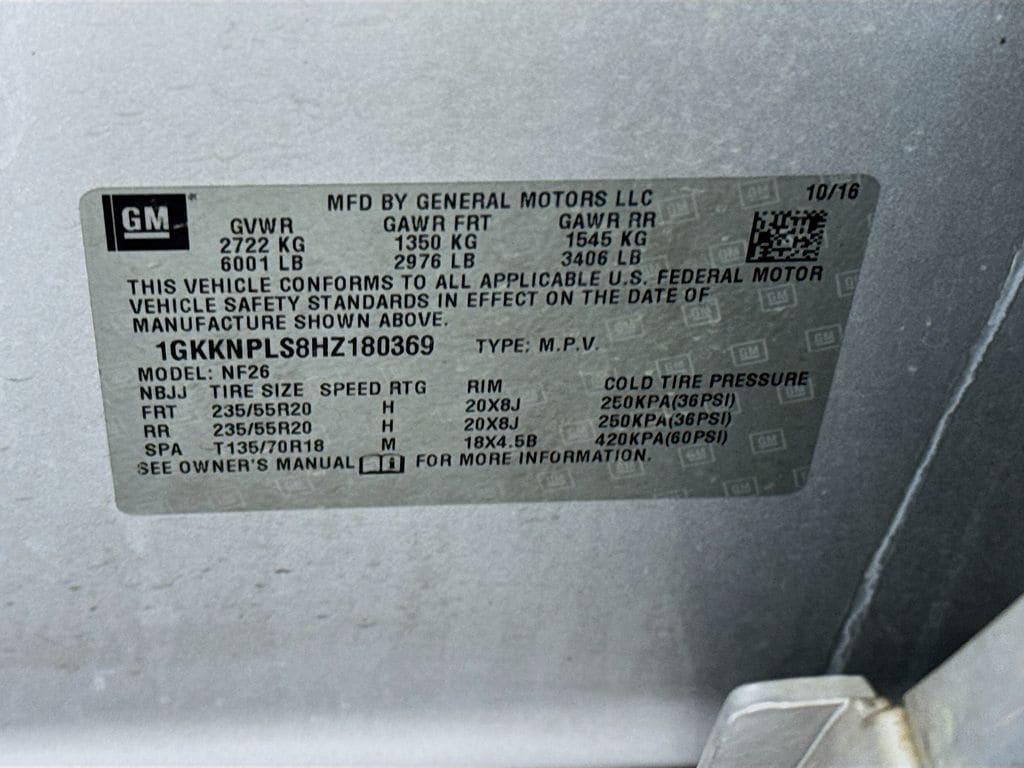 GM MFD BY GENERAL MOTORS LLC 10/16
GVWR GAWR FRT GAWR RR
2722 KG 1350 KG 1545 KG
6001 LB 2976 LB 3406 LB
THIS VEHICLE CONFORMS TO ALL APPLICABLE U.S. FEDERAL MOTOR
VEHICLE SAFETY STANDARDS IN EFFECT ON THE DATE OF
MANUFACTURE SHOWN ABOVE.
1GKKNPLS8HZ180369 TYPE: M.P.V.
MODEL: NF26
NBJJ TIRE SIZE SPEED RTG RIM COLD TIRE PRESSURE
FRT 235/55R20 H 20X8J 250KPA(36PSI)
RR 235/55R20 H 20X8J 250KPA(36PSI)
SPA T135/70R18 M 18X4.5B 420KPA(60PSI)
SEE OWNER'S MANUAL FOR MORE INFORMATION.